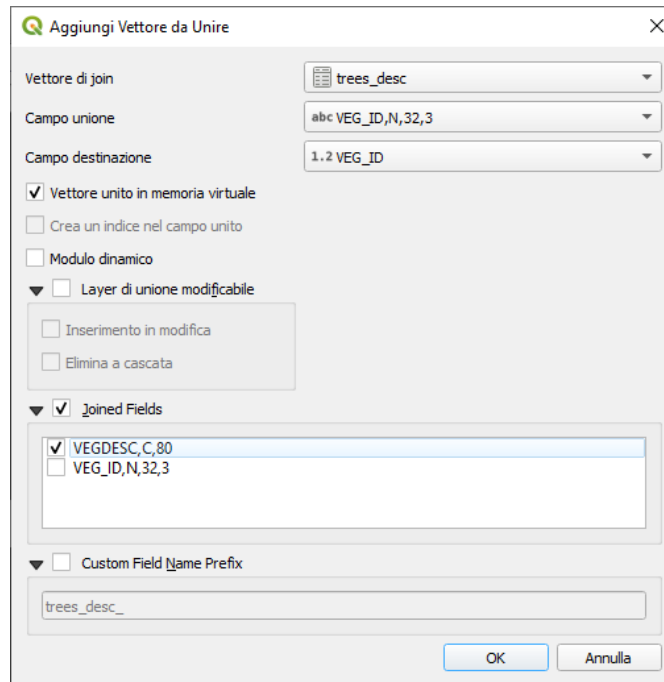 Aggiungi Vettore da Unire
Vettore di join
trees_desc
Campo unione
abc VEG_ID,N,32,3
Campo destinazione
1.2 VEG_ID
Vettore unito in memoria virtuale
Crea un indice nel campo unito
Modulo dinamico
Layer di unione modificabile
Inserimento in modifica
Elimina a cascata
Joined Fields
VEGDESC,C,80
VEG_ID,N,32,3
Custom Field Name Prefix
trees_desc_
OK
Annulla